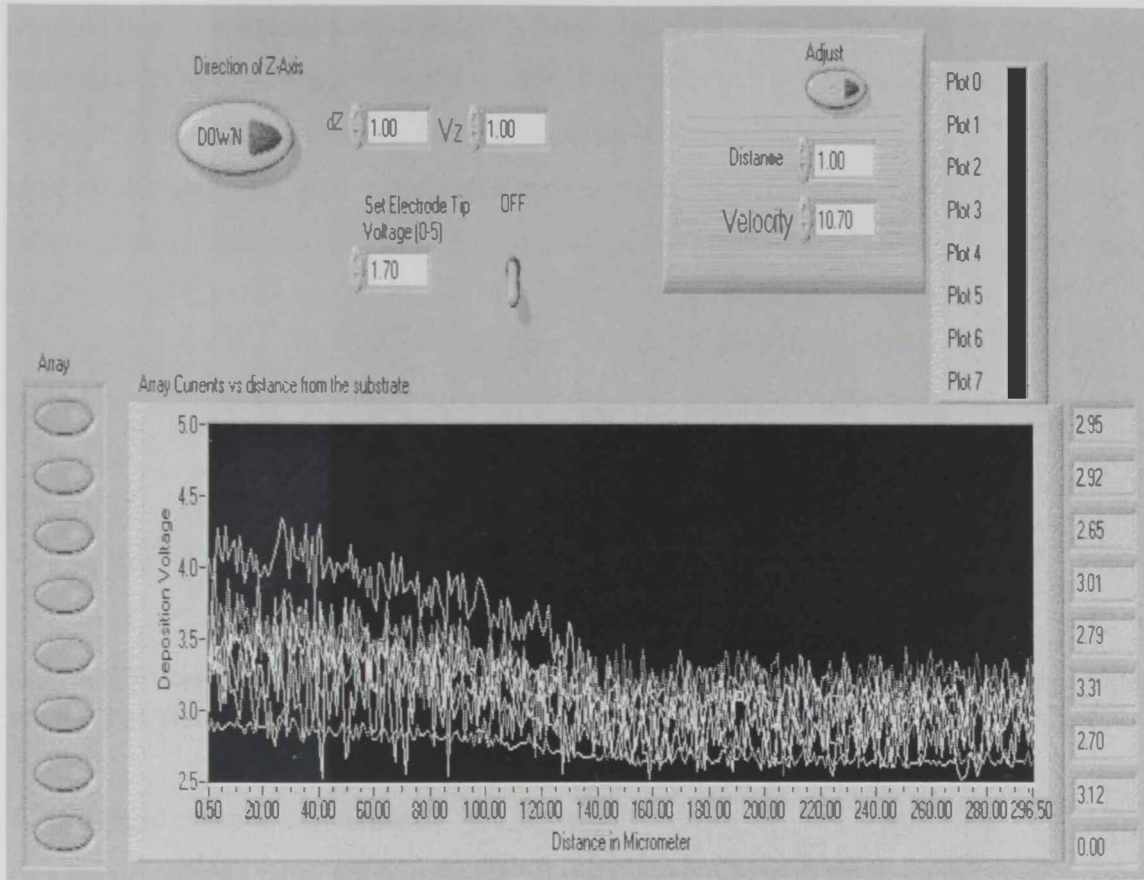 Direction of Z-Axis
DOWN
dZ
1.00
Vz
1.00
Set Electrode Tip
Voltage (0-5)
1.70
OFF
Adjust
Distance
1.00
Velocity
10.70
Plot 0
Plot 1
Plot 2
Plot 3
Plot 4
Plot 5
Plot 6
Plot 7
Array
Array Currents vs distance from the substrate
Deposition Voltage
5.0
4.5
4.0
3.5
3.0
2.5
0.50 20.00 40.00 60.00 80.00 100.00 120.00 140.00 160.00 180.00 200.00 220.00 240.00 260.00 280.00 296.50
Distance in Micrometer
2.95
2.92
2.65
3.01
2.79
3.31
2.70
3.12
0.00